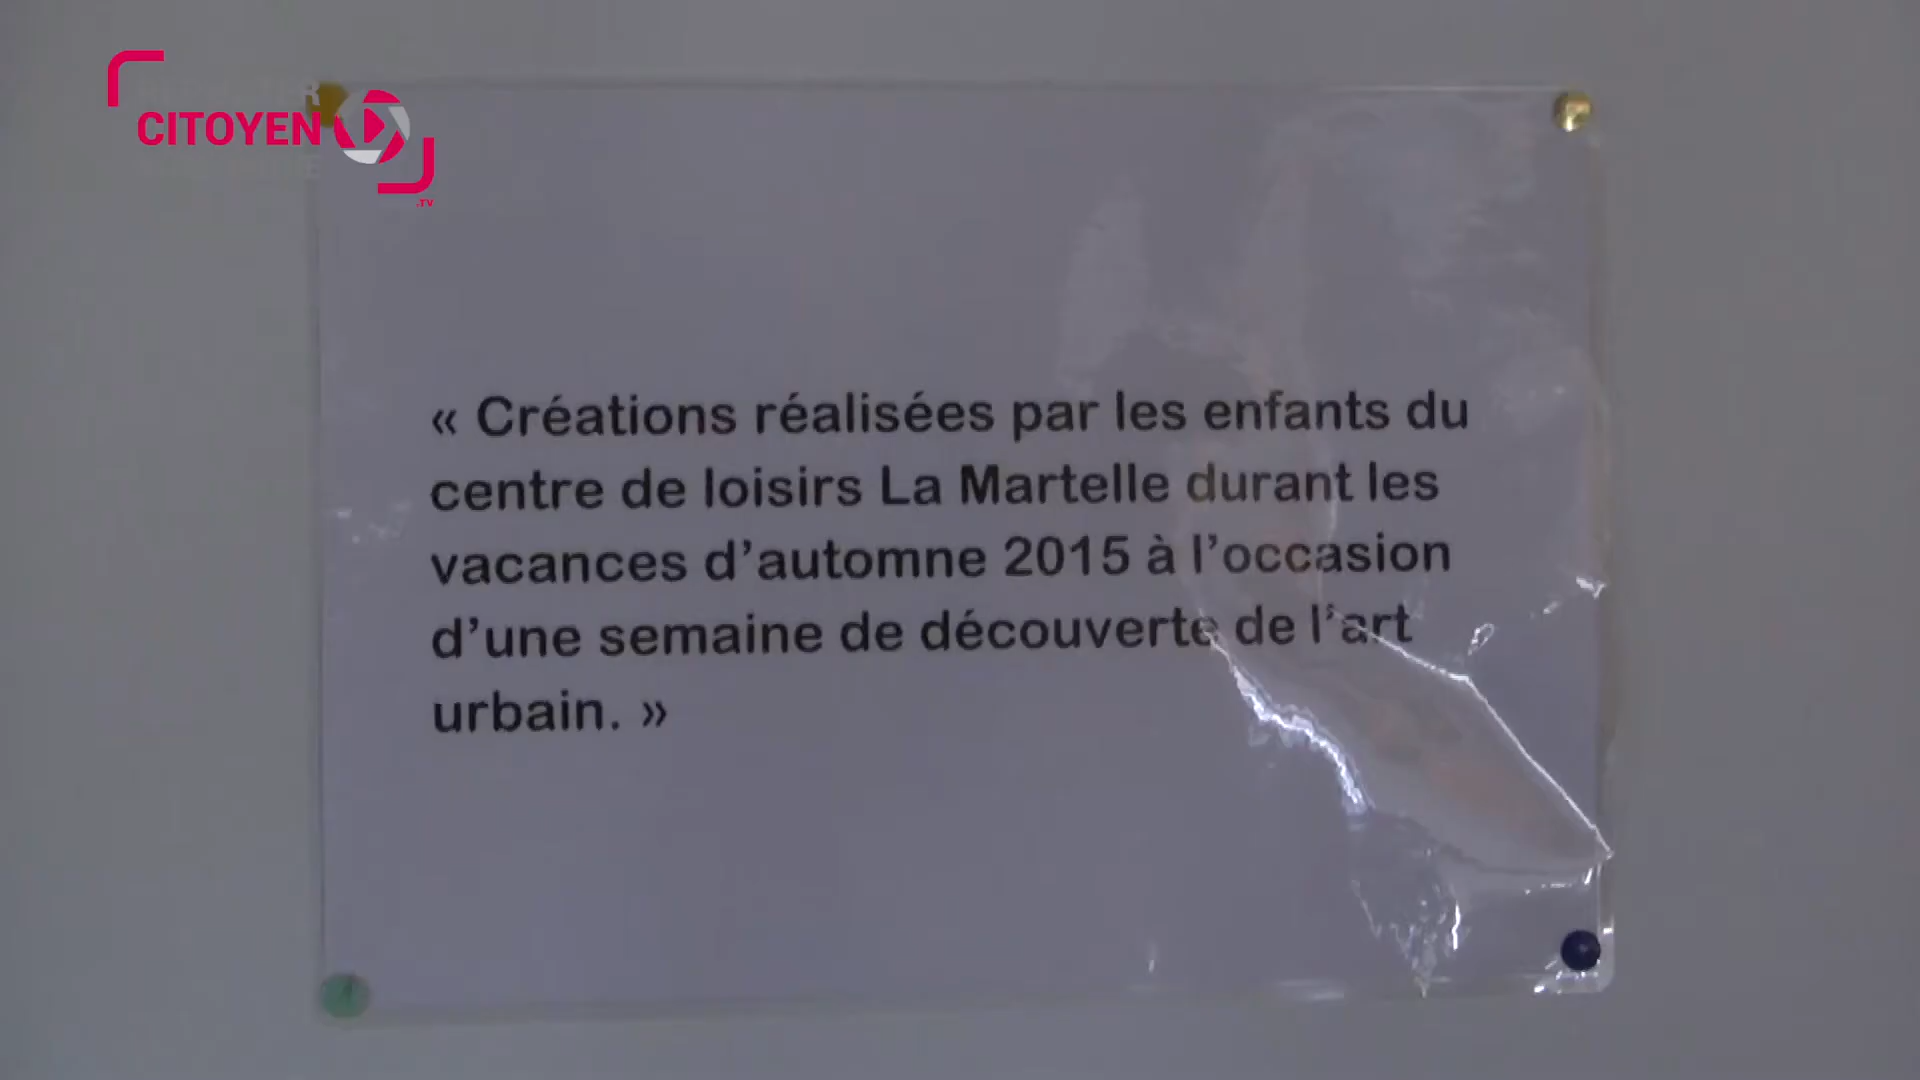 CITOYEN
.TV
« Créations réalisées par les enfants du
centre de loisirs La Martelle durant les
vacances d’automne 2015 à l’occasion
d’une semaine de découverte de l’art
urbain. »